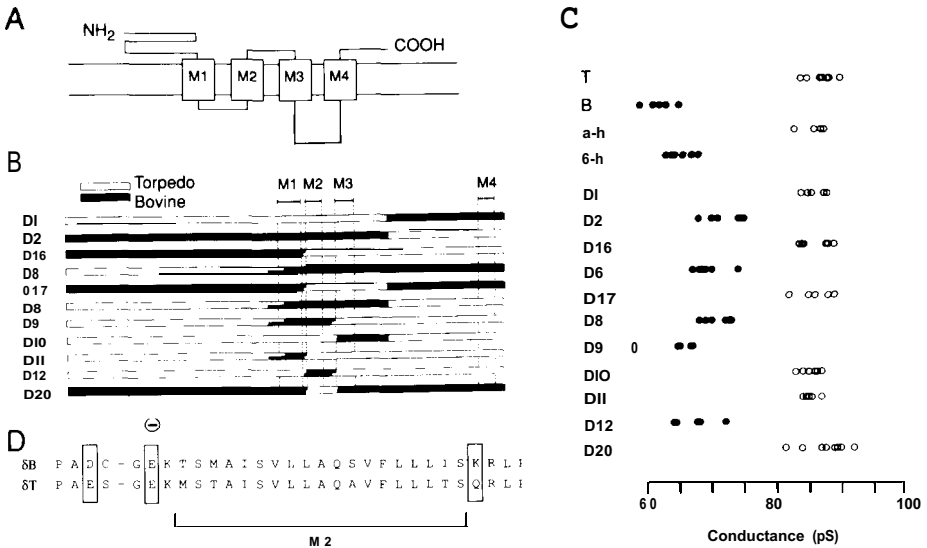 A
NH2
COOH
M1
M2
M3
M4
B
Torpedo
Bovine
M1
M2
M3
M4
DI
D2
D16
D8
017
D8
D9
DI0
DII
D12
D20
C
T
B
a-h
6-h
DI
D2
D16
D6
D17
D8
D9
0
DIO
DII
D12
D20
60
80
100
Conductance (pS)
D
δB P A D C - G E K T S M A I S V L L A Q S V F L L L I S K R L
δT P A E S - G E K M S T A I S V L L A Q A V F L L L T S Q R L
M 2